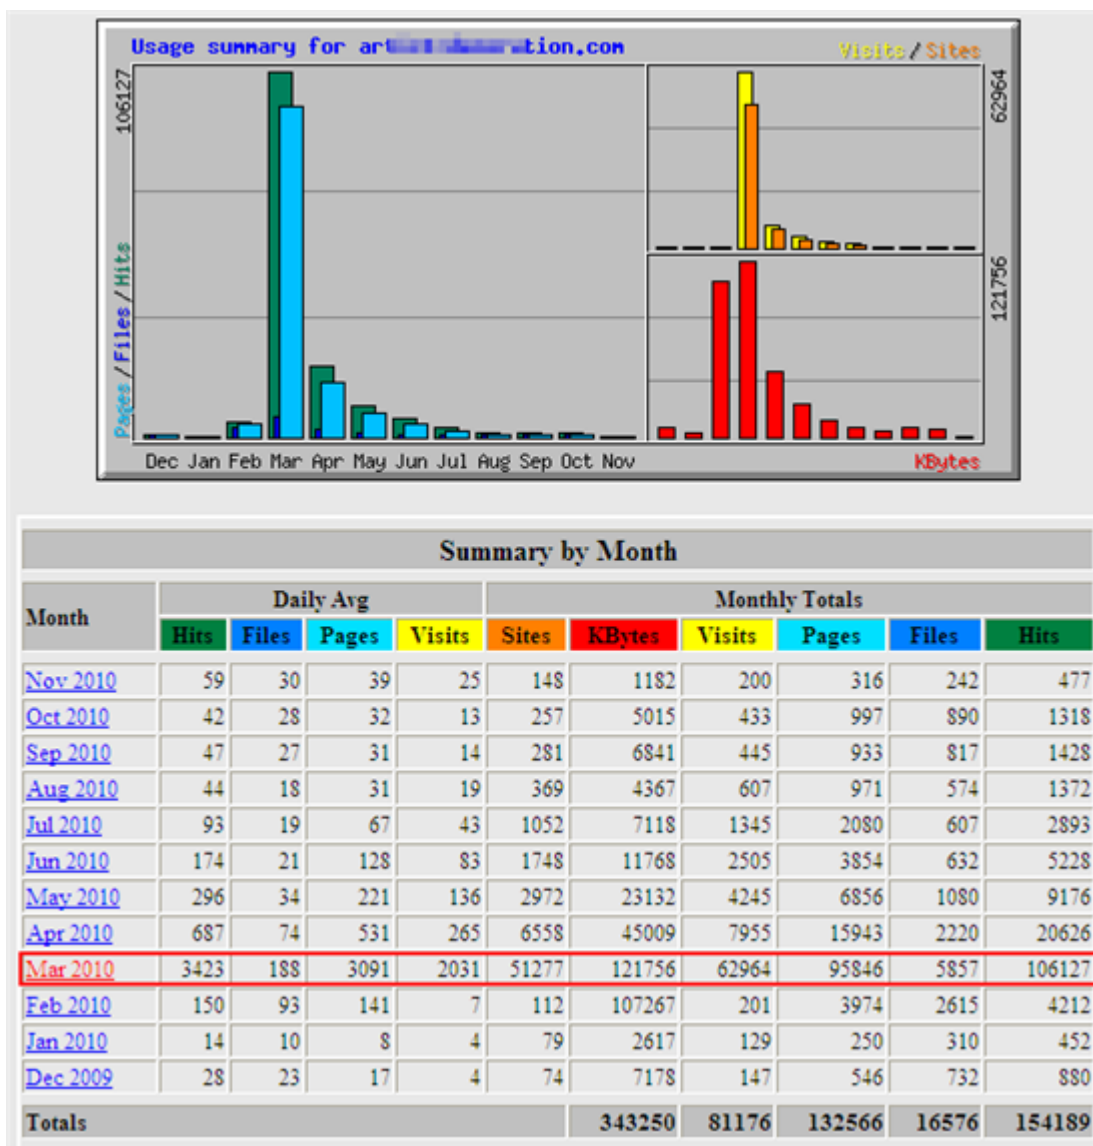 Usage summary for ar tion.com
Visits / Sites
106127
62964
Pages / Files / Hits
121756
Dec Jan Feb Mar Apr May Jun Jul Aug Sep Oct Nov
KBytes
Summary by Month
Month Daily Avg Monthly Totals
Hits Files Pages Visits Sites KBytes Visits Pages Files Hits
Nov 2010 59 30 39 25 148 1182 200 316 242 477
Oct 2010 42 28 32 13 257 5015 433 997 890 1318
Sep 2010 47 27 31 14 281 6841 445 933 817 1428
Aug 2010 44 18 31 19 369 4367 607 971 574 1372
Jul 2010 93 19 67 43 1052 7118 1345 2080 607 2893
Jun 2010 174 21 128 83 1748 11768 2505 3854 632 5228
May 2010 296 34 221 136 2972 23132 4245 6856 1080 9176
Apr 2010 687 74 531 265 6558 45009 7955 15943 2220 20626
Mar 2010 3423 188 3091 2031 51277 121756 62964 95846 5857 106127
Feb 2010 150 93 141 7 112 107267 201 3974 2615 4212
Jan 2010 14 10 8 4 79 2617 129 250 310 452
Dec 2009 28 23 17 4 74 7178 147 546 732 880
Totals 343250 81176 132566 16576 154189